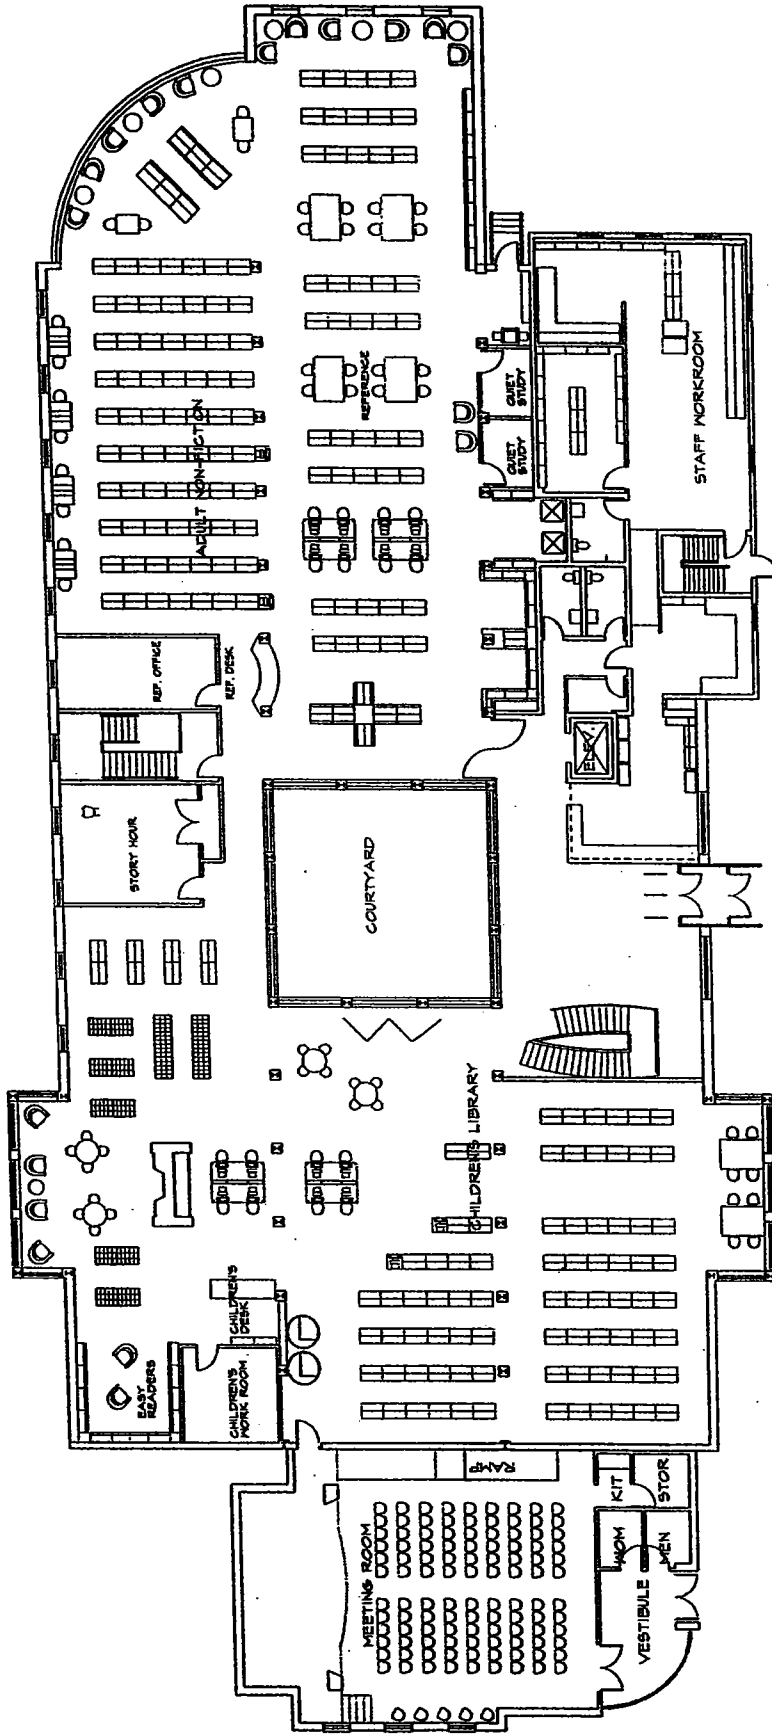 ADULT NON-FICTION
REFERENCE
QUIET
STUDY
QUIET
STUDY
STAFF WORKROOM
REF. OFFICE
REF. DESK
STORY HOUR
COURTYARD
ELEV.
CHILDREN'S LIBRARY
CHILDREN'S
DESK
EASY
READERS
CHILDREN'S
WORK ROOM
RAMP
MEETING ROOM
KIT
STOR
WOM
MEN
VESTIBULE